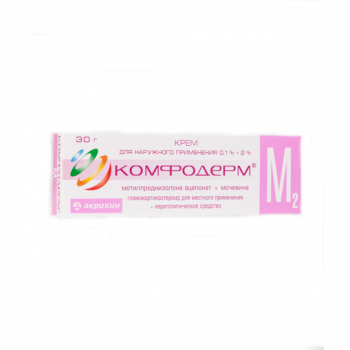 30 г
КРЕМ
ДЛЯ НАРУЖНОГО ПРИМЕНЕНИЯ 0,1% + 2%
КОМФОДЕРМ®
М2
метилпреднизолона ацепонат + мочевина
глюкокортикостероид для местного применения
+ кератолитическое средство
акрихин